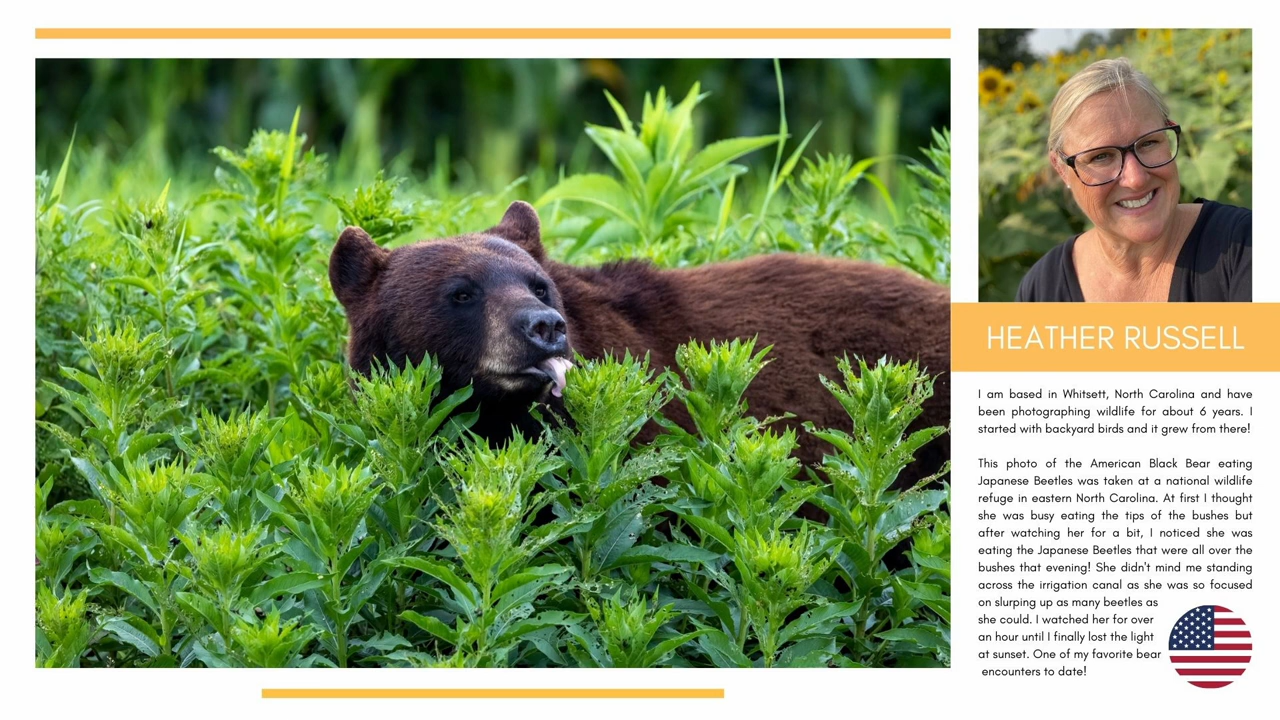 HEATHER RUSSELL
I am based in Whitsett, North Carolina and have
been photographing wildlife for about 6 years. I
started with backyard birds and it grew from there!
This photo of the American Black Bear eating
Japanese Beetles was taken at a national wildlife
refuge in eastern North Carolina. At first I thought
she was busy eating the tips of the bushes but
after watching her for a bit, I noticed she was
eating the Japanese Beetles that were all over the
bushes that evening! She didn't mind me standing
across the irrigation canal as she was so focused
on slurping up as many beetles as
she could. I watched her for over
an hour until I finally lost the light
at sunset. One of my favorite bear
encounters to date!